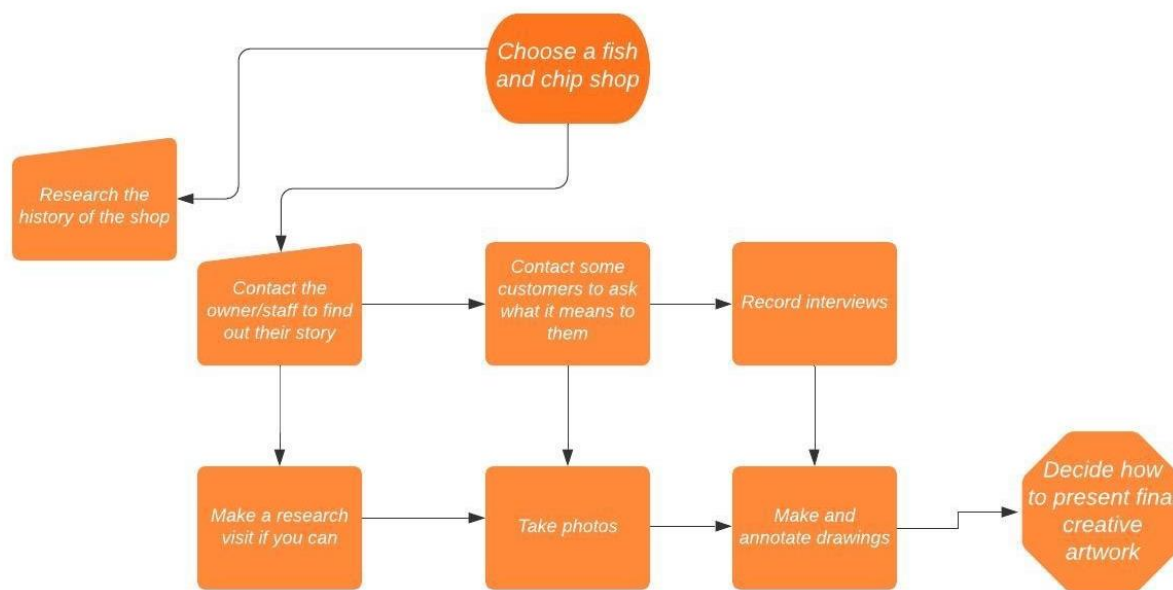 Choose a fish
and chip shop
Research the
history of the shop
Contact the
owner/staff to find
out their story
Contact some
customers to ask
what it means to
them
Record interviews
Make a research
visit if you can
Take photos
Make and
annotate drawings
Decide how
to present final
creative
artwork